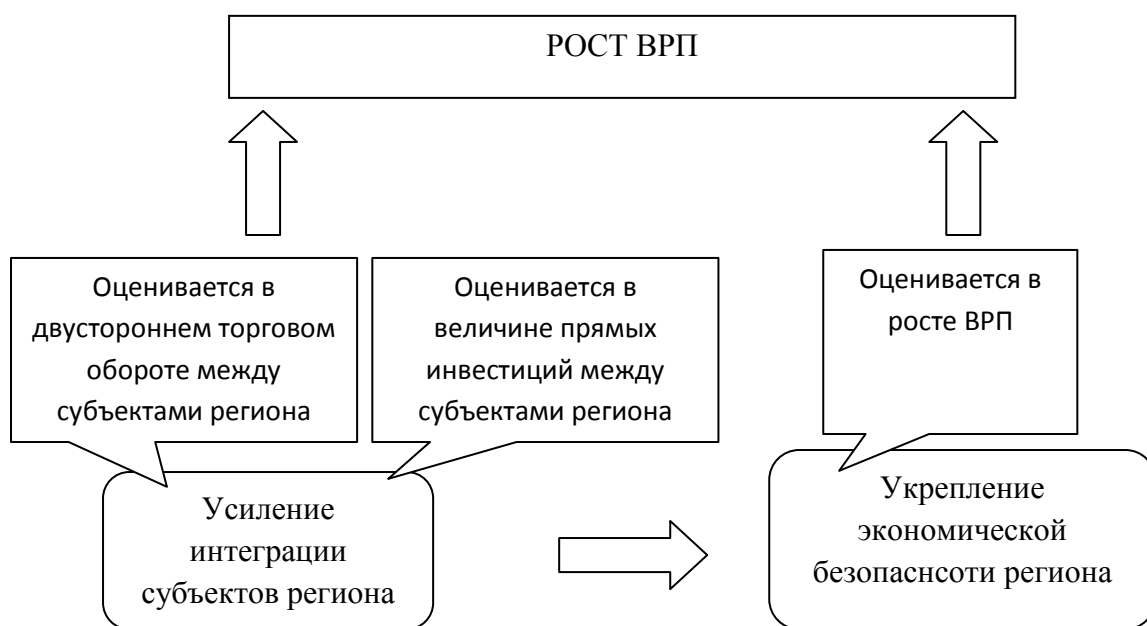 РОСТ ВРП
Оценивается в
двустороннем торговом
обороте между
субъектами региона
Оценивается в
величине прямых
инвестиций между
субъектами региона
Оценивается в
росте ВРП
Усиление
интеграции
субъектов региона
Укрепление
экономической
безопаснсоти региона